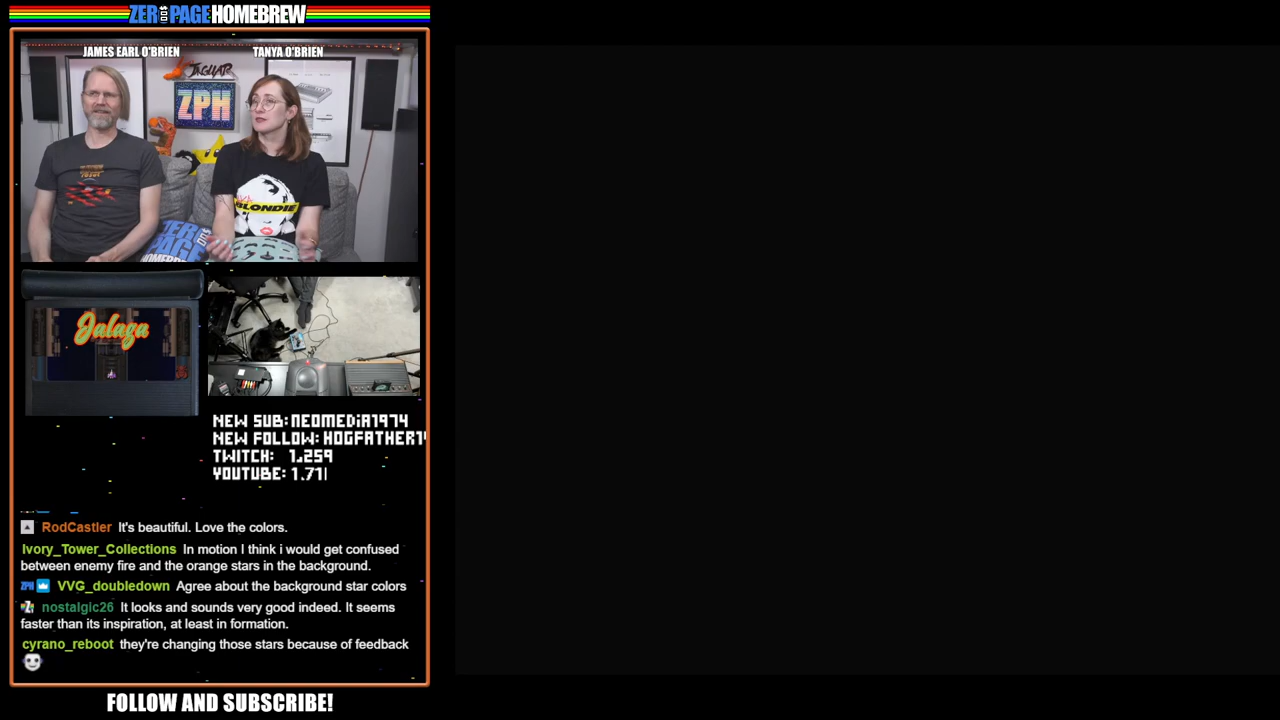 ZER PAGE HOMEBREW
JAMES EARL O'BRIEN
TANYA O'BRIEN
JAGUAR
ZPH
BLONDIE
ZERO
PAGE
Jalaga
NEW SUB: NEOMEDIA1974
NEW FOLLOW: HOGFATHER1
TWITCH: 1,259
YOUTUBE: 1.71
RodCastler It's beautiful. Love the colors.
Ivory_Tower_Collections In motion I think i would get confused
between enemy fire and the orange stars in the background.
ZPH VVG_doubledown Agree about the background star colors
nostalgic26 It looks and sounds very good indeed. It seems
faster than its inspiration, at least in formation.
cyrano_reboot they're changing those stars because of feedback
FOLLOW AND SUBSCRIBE!